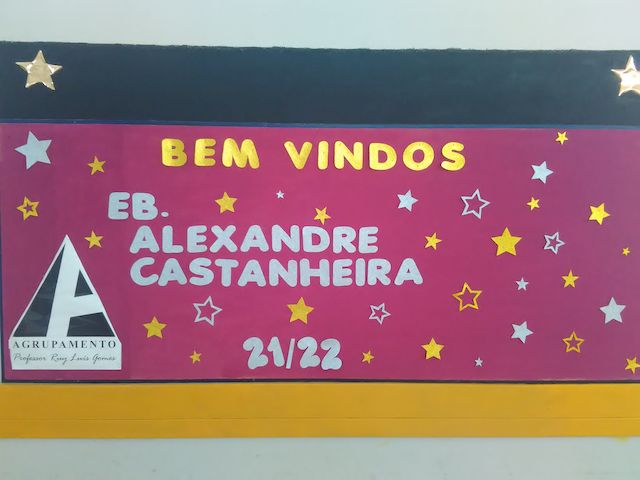 BEM VINDOS
EB.
ALEXANDRE
CASTANHEIRA
21/22
A
AGRUPAMENTO
Professor Ruy Luís Gomes